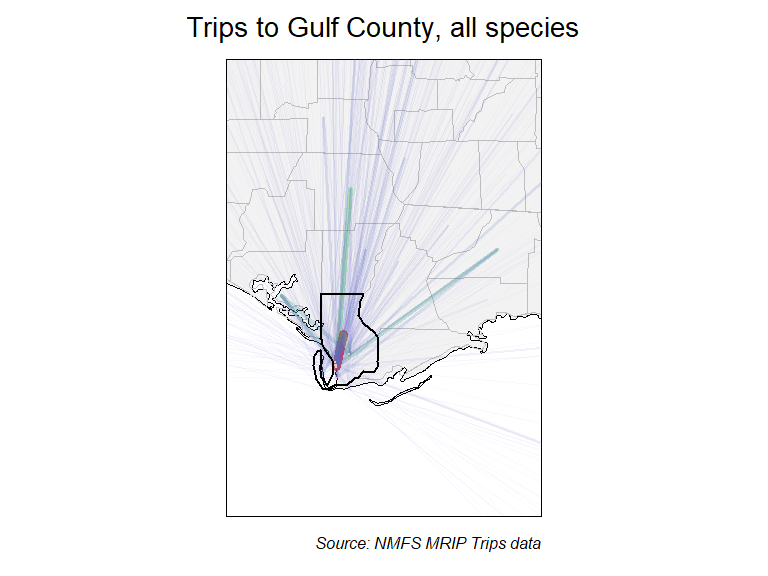 Trips to Gulf County, all species
Source: NMFS MRIP Trips data